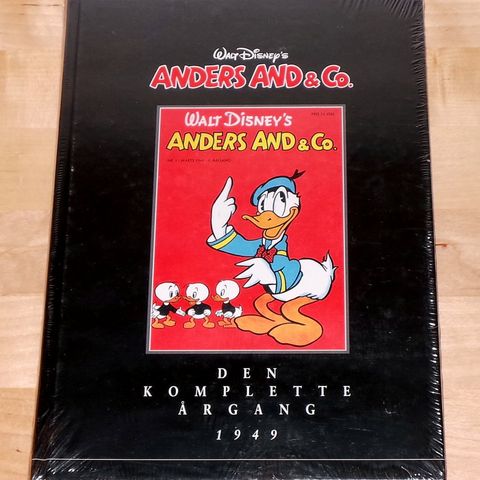 WALT DISNEY'S
ANDERS AND & Co.
WALT DISNEY'S
ANDERS AND & Co.
DEN
KOMPLETTE
ÅRGANG
1949